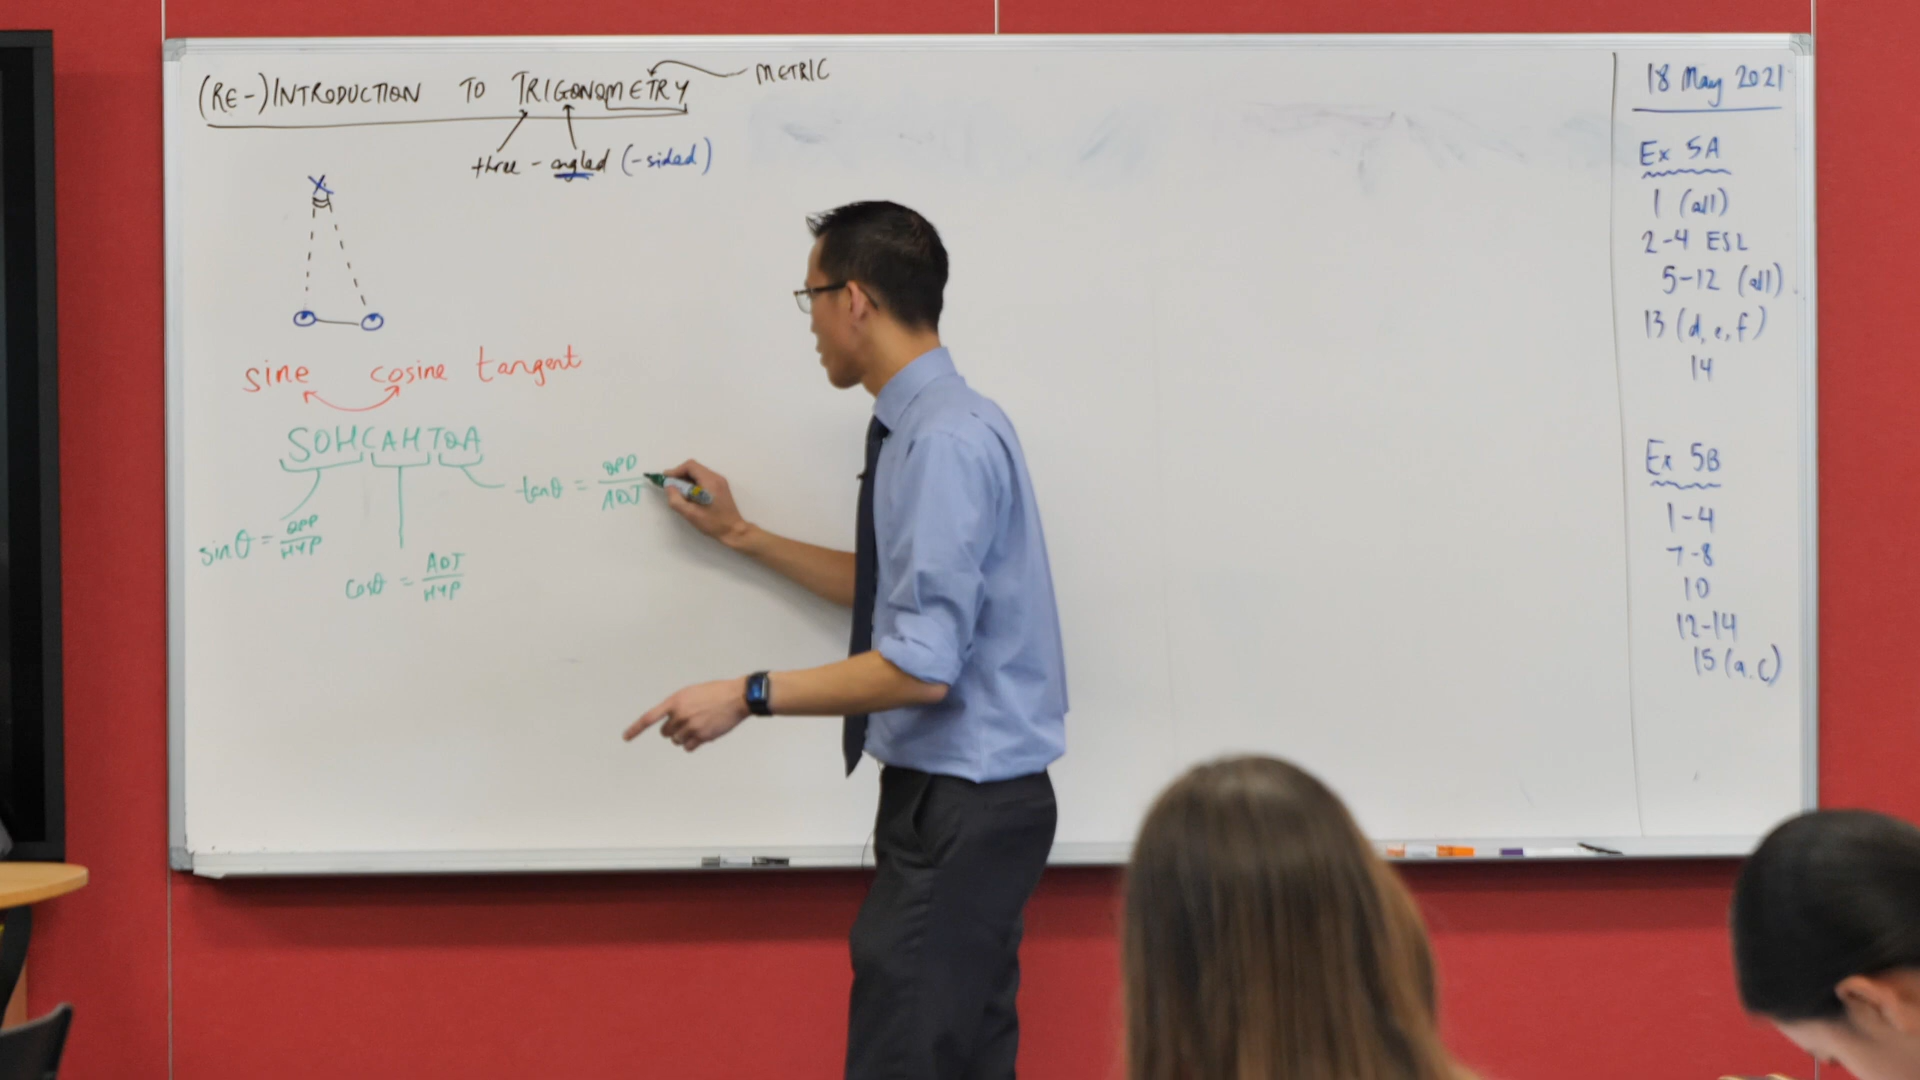 (RE-)INTRODUCTION TO TRIGONOMETRY
METRIC
three-angled (-sided)
sine cosine tangent
SOHCAHTOA
sinθ = OPP/HYP
cosθ = ADJ/HYP
tanθ = OPP/ADJ
18 May 2021
Ex 5A
1 (all)
2-4 ESL
5-12 (all)
13 (d, e, f)
14
Ex 5B
1-4
7-8
10
12-14
15 (a, c)